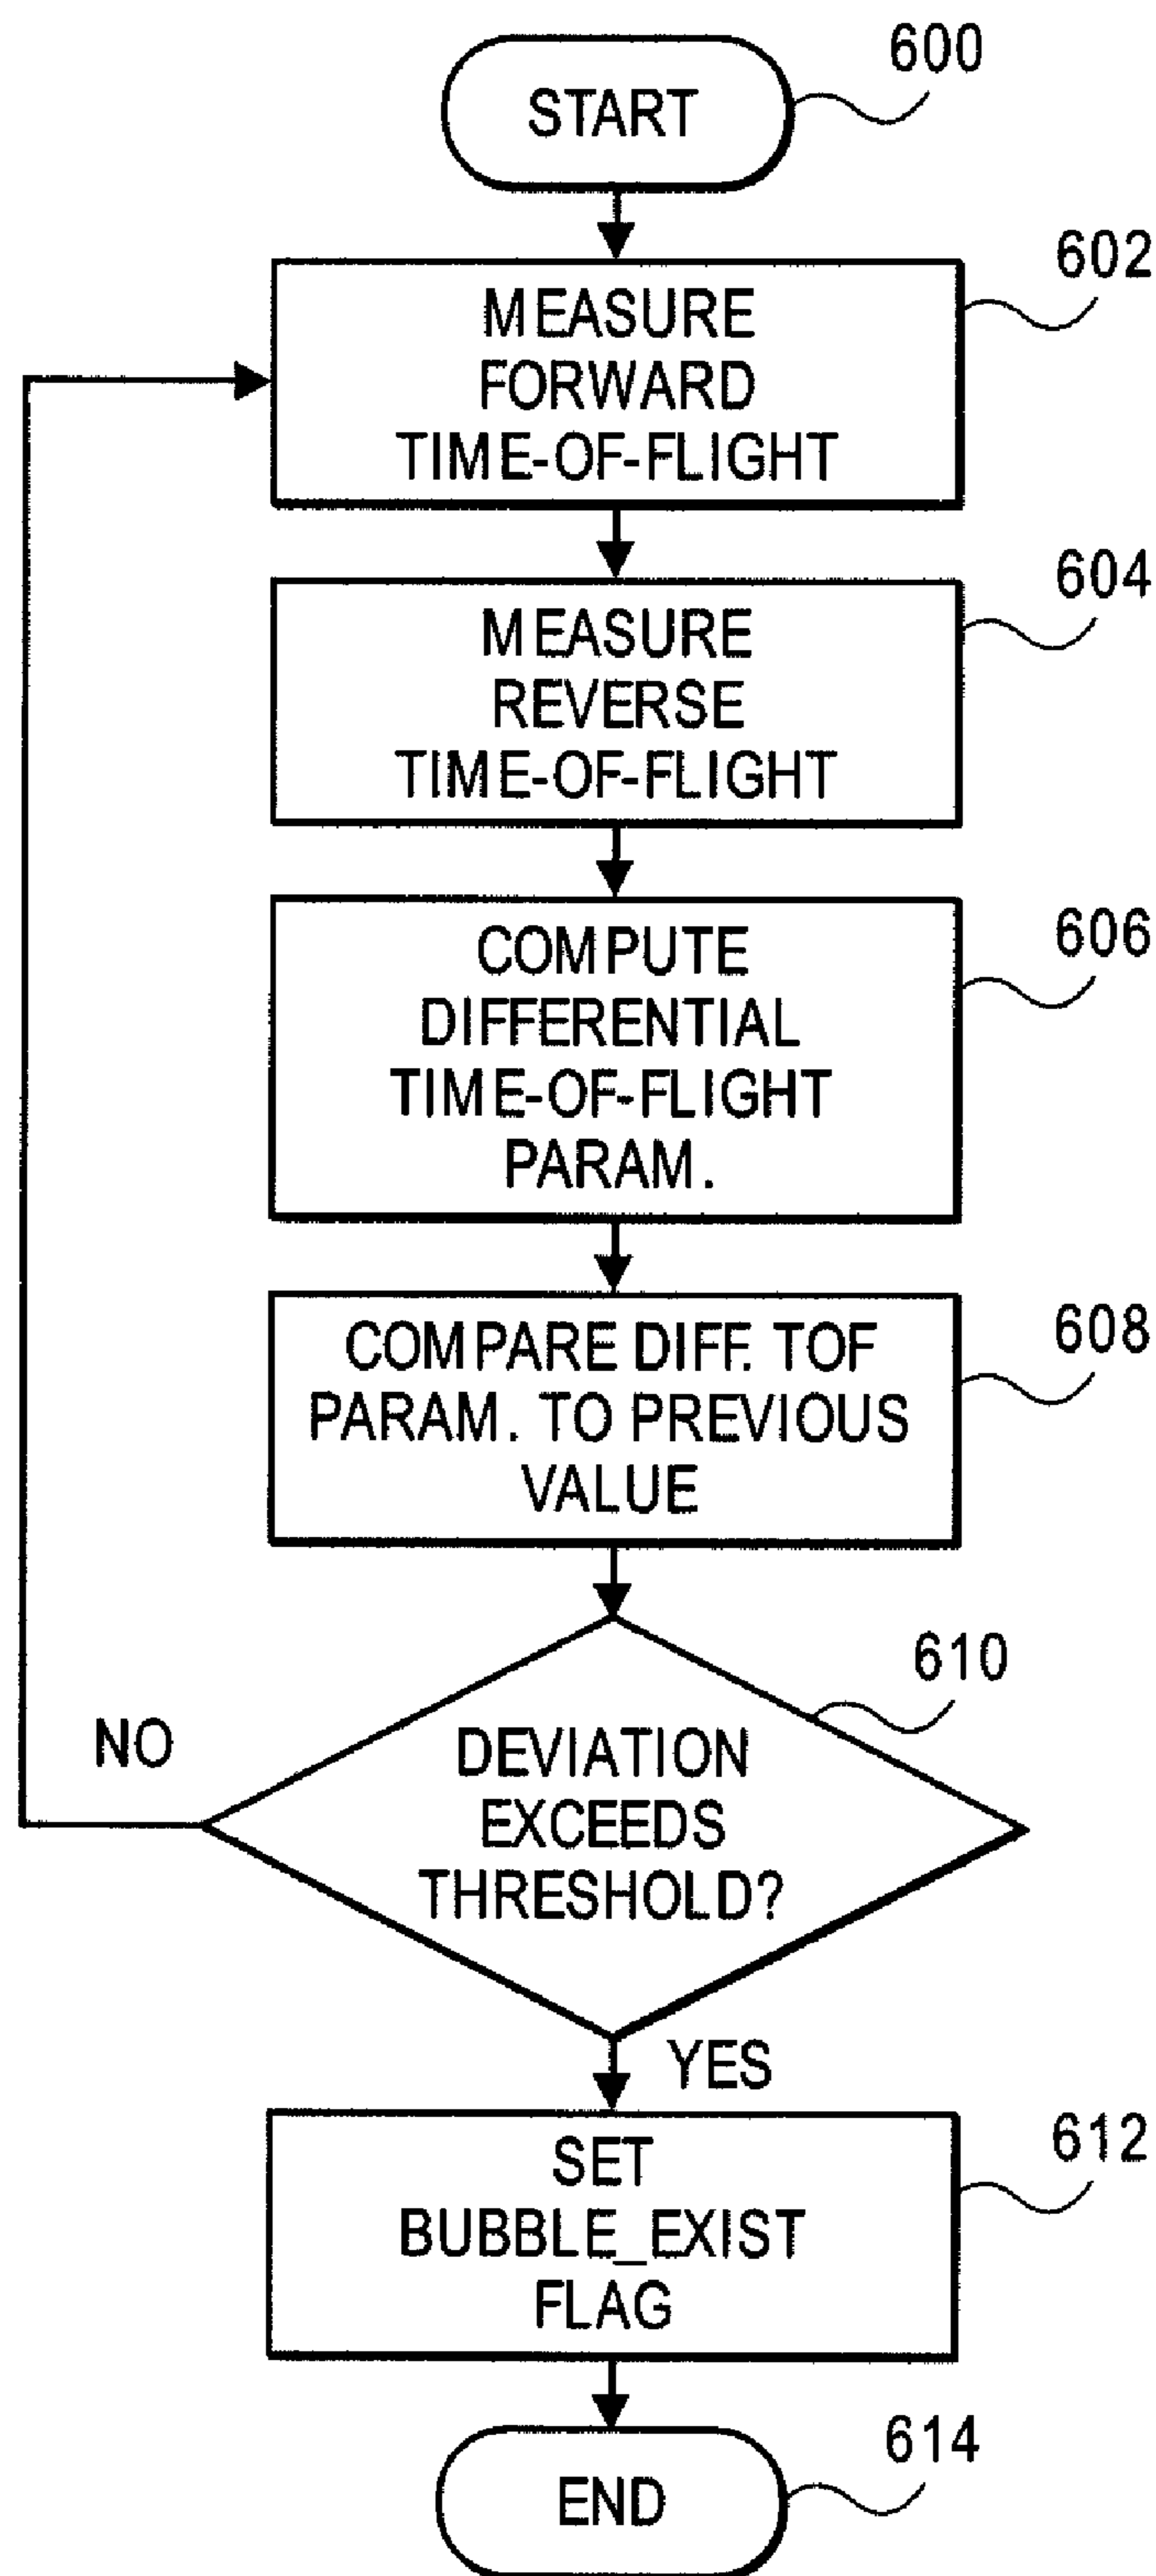 600
START
602
MEASURE
FORWARD
TIME-OF-FLIGHT
604
MEASURE
REVERSE
TIME-OF-FLIGHT
606
COMPUTE
DIFFERENTIAL
TIME-OF-FLIGHT
PARAM.
608
COMPARE DIFF. TOF
PARAM. TO PREVIOUS
VALUE
610
NO
DEVIATION
EXCEEDS
THRESHOLD?
YES
612
SET
BUBBLE_EXIST
FLAG
614
END